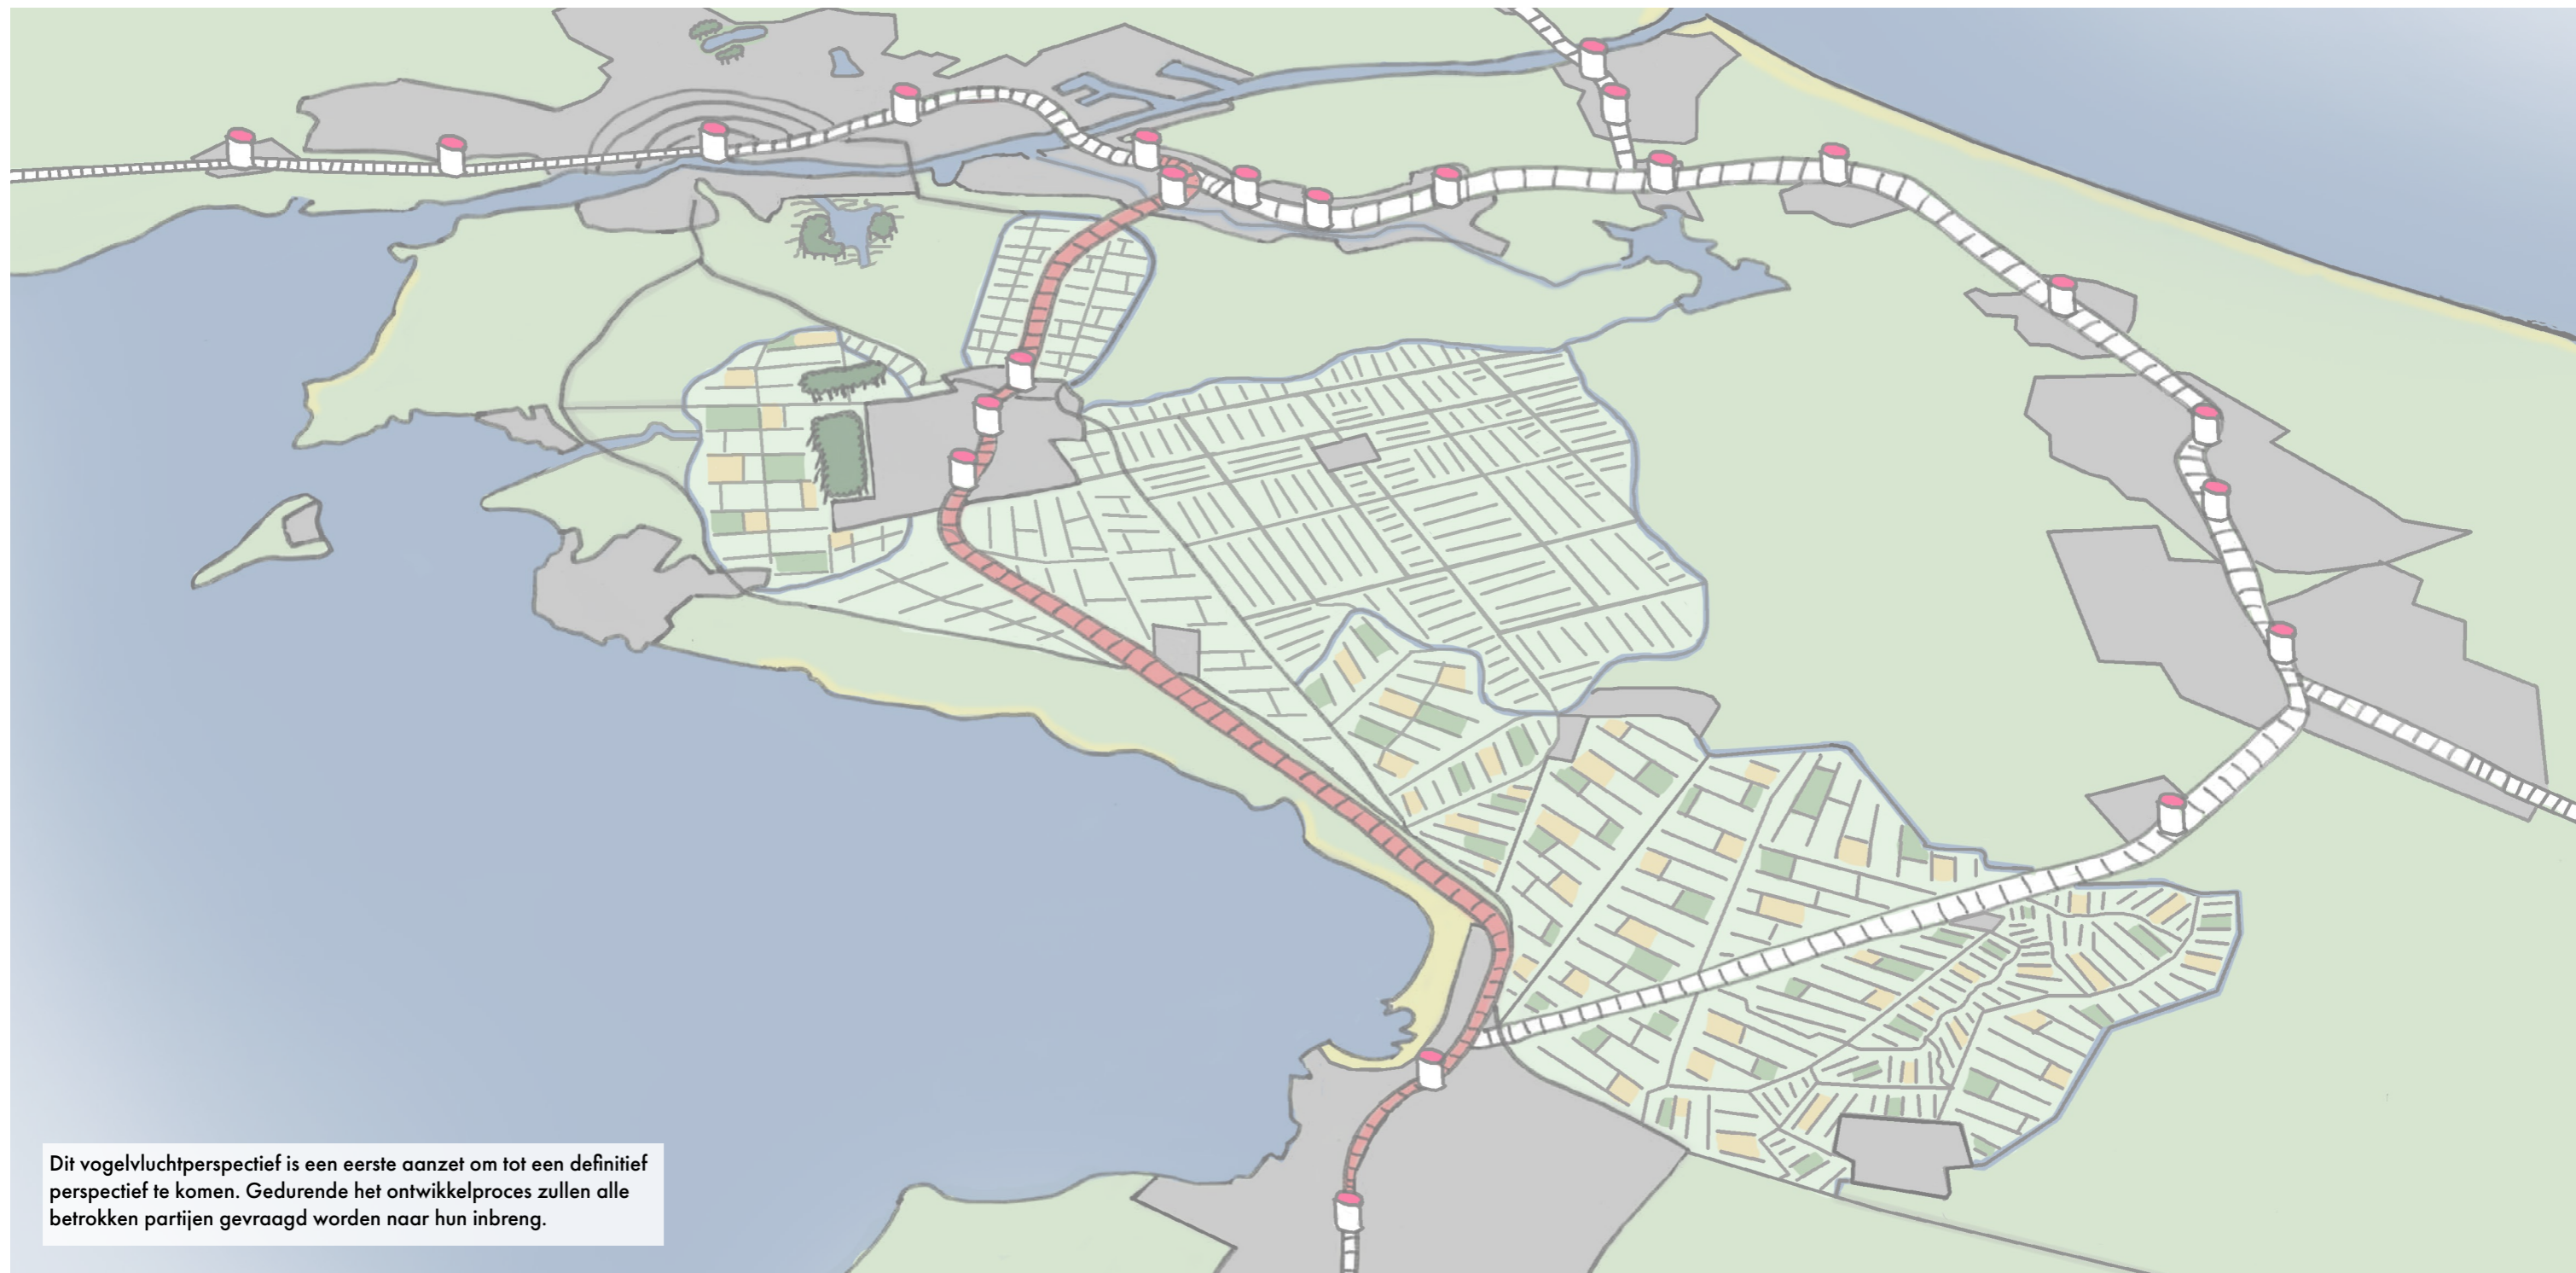 Dit vogelvluchtperspectief is een eerste aanzet om tot een definitief
perspectief te komen. Gedurende het ontwikkelproces zullen alle
betrokken partijen gevraagd worden naar hun inbreng.